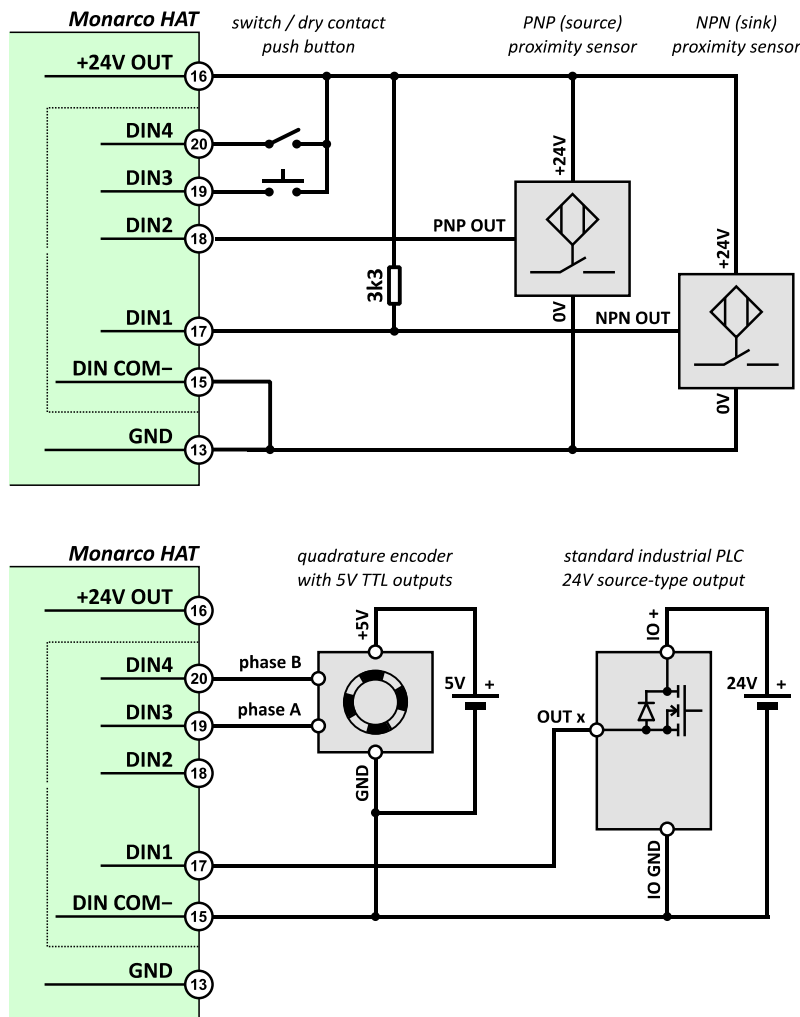 Monarco HAT
switch / dry contact
push button
PNP (source)
proximity sensor
NPN (sink)
proximity sensor
+24V OUT
16
DIN4
20
DIN3
19
DIN2
18
PNP OUT
+24V
+24V
3k3
0V
DIN1
17
NPN OUT
DIN COM–
15
0V
GND
13
Monarco HAT
quadrature encoder
with 5V TTL outputs
standard industrial PLC
24V source-type output
+24V OUT
16
+5V
IO +
DIN4
20
phase B
5V
+
24V
+
DIN3
19
phase A
OUT x
DIN2
18
GND
DIN1
17
IO GND
DIN COM–
15
GND
13